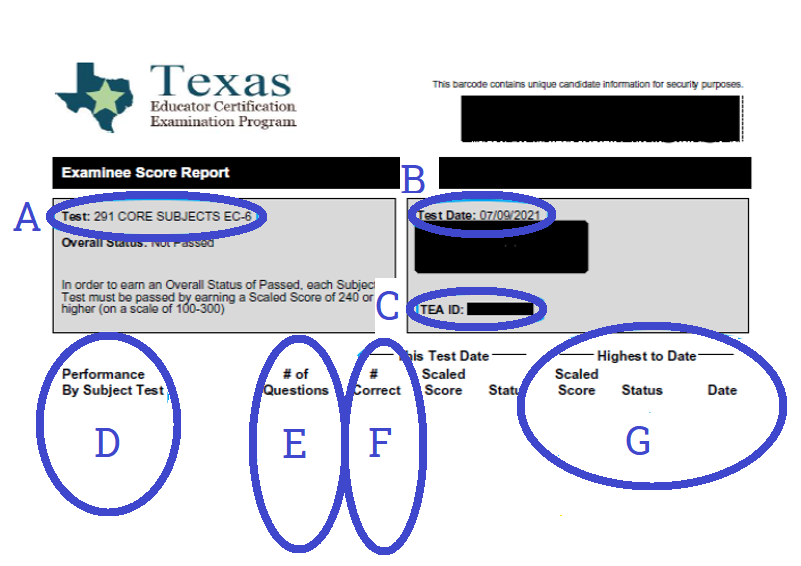 Texas
Educator Certification
Examination Program
This barcode contains unique candidate information for security purposes.
Examinee Score Report
B
A
Test: 291 CORE SUBJECTS EC-6
Test Date: 07/09/2021
Overall Status: Not Passed
In order to earn an Overall Status of Passed, each Subject
Test must be passed by earning a Scaled Score of 240 or
higher (on a scale of 100-300)
C
TEA ID:
This Test Date
Highest to Date
Performance
By Subject Test
# of
Questions
#
Correct
Scaled
Score
Status
Scaled
Score
Status
Date
D
E
F
G